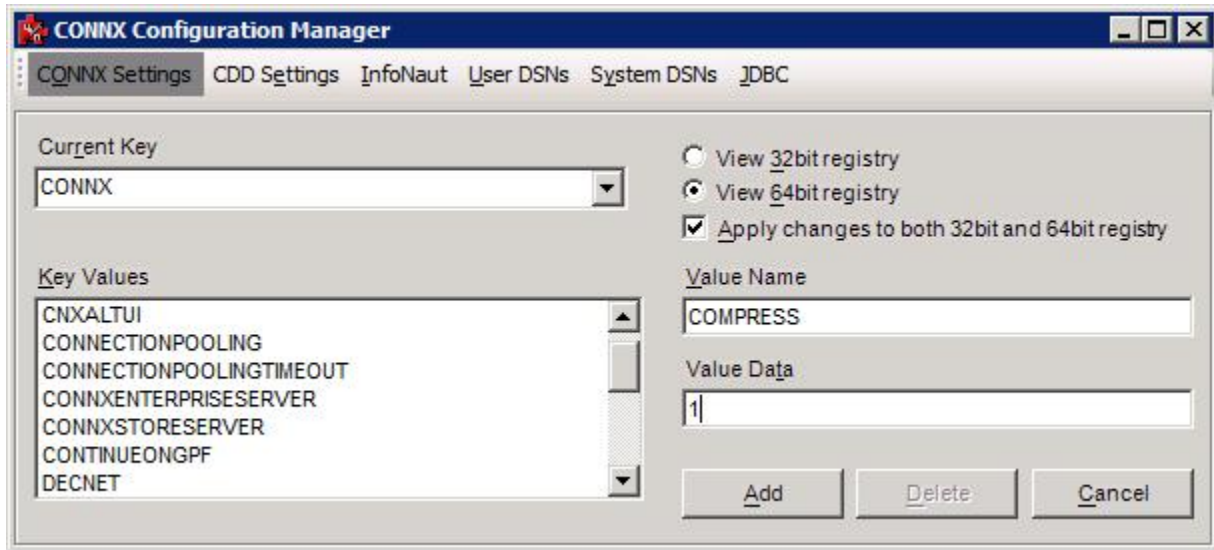 CONNX Configuration Manager
CONNX Settings CDD Settings InfoNaut User DSNs System DSNs JDBC
Current Key
CONNX
View 32bit registry
View 64bit registry
Apply changes to both 32bit and 64bit registry
Key Values
CNXALTUI
CONNECTIONPOOLING
CONNECTIONPOOLINGTIMEOUT
CONNXENTERPRISESERVER
CONNXSTORESERVER
CONTINUEONGPF
DECNET
Value Name
COMPRESS
Value Data
1
Add Delete Cancel